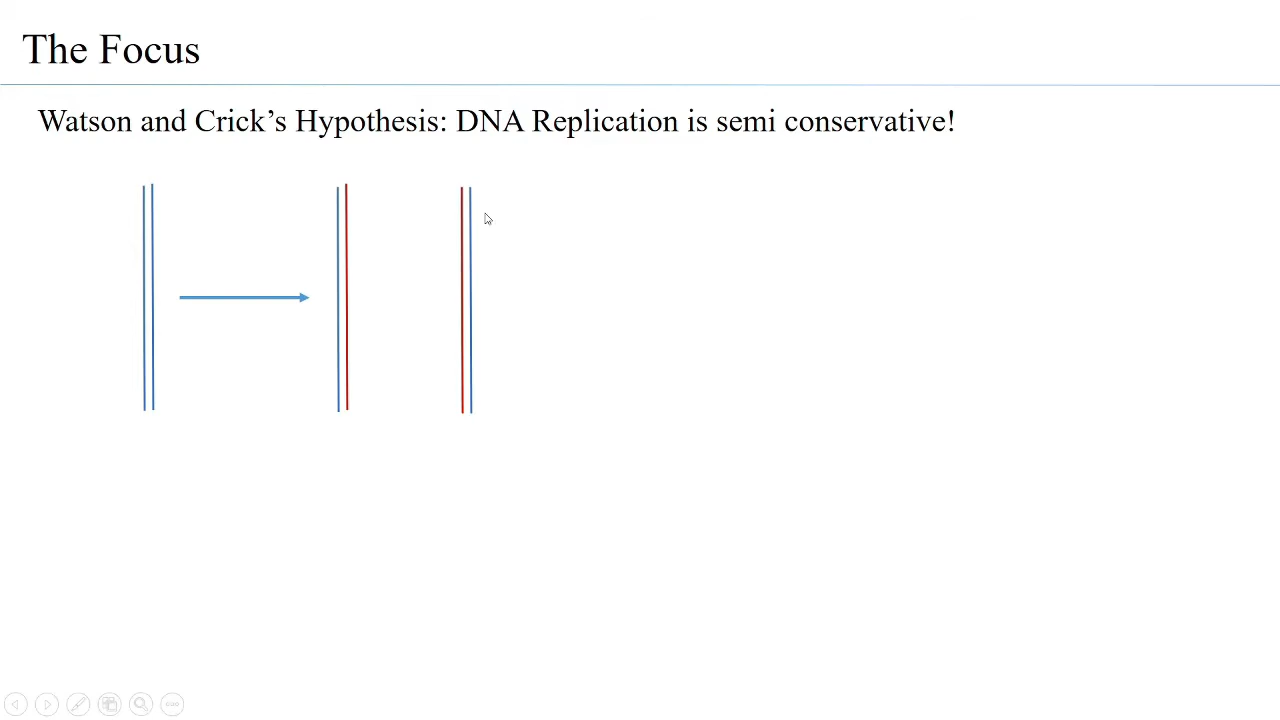 The Focus
Watson and Crick’s Hypothesis: DNA Replication is semi conservative!